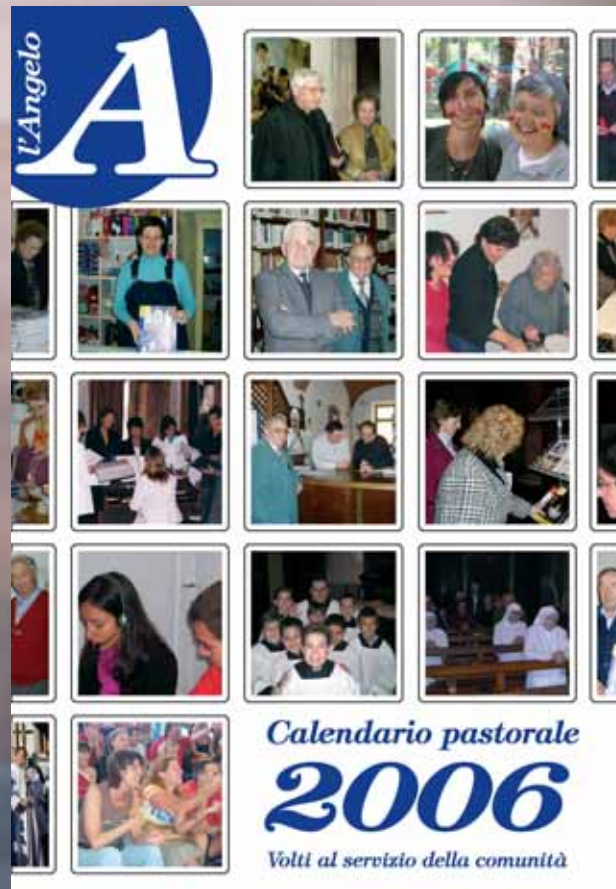 l'Angelo
A
Calendario pastorale
2006
Volti al servizio della comunità